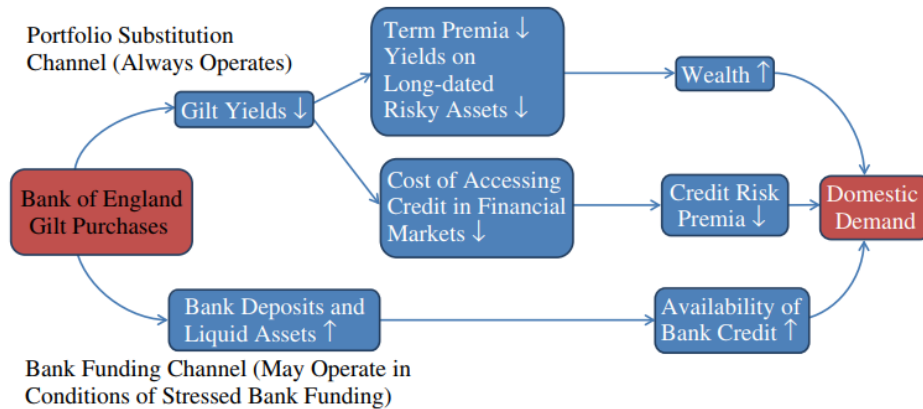 Portfolio Substitution
Channel (Always Operates)
Term Premia ↓
Yields on
Long-dated
Risky Assets ↓
Wealth ↑
Gilt Yields ↓
Bank of England
Gilt Purchases
Cost of Accessing
Credit in Financial
Markets ↓
Credit Risk
Premia ↓
Domestic
Demand
Bank Deposits and
Liquid Assets ↑
Availability of
Bank Credit ↑
Bank Funding Channel (May Operate in
Conditions of Stressed Bank Funding)